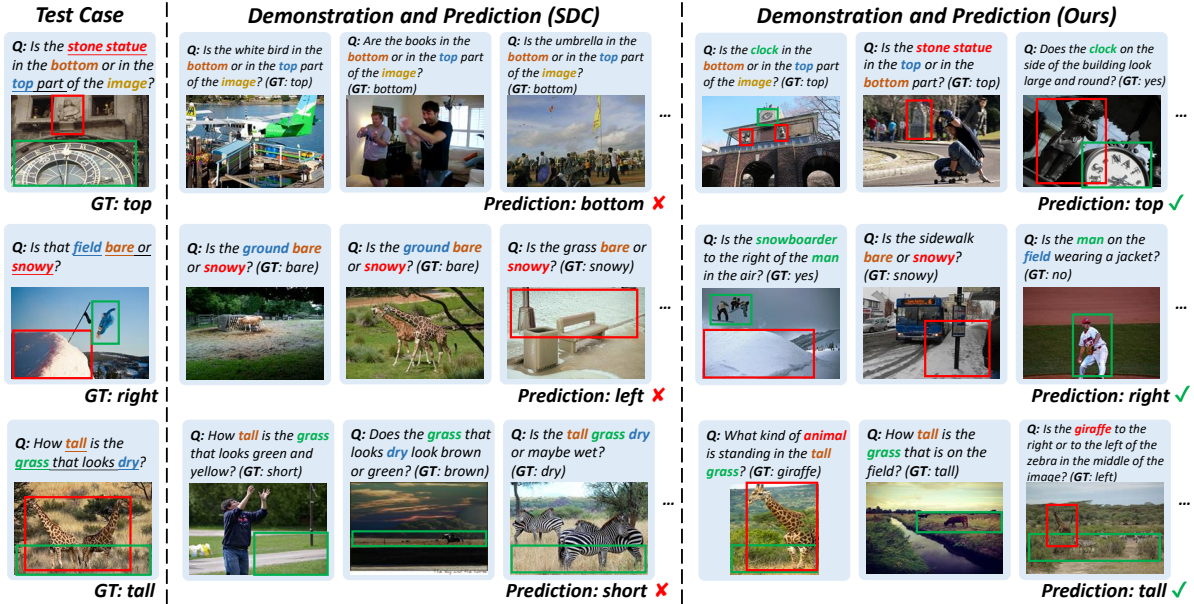 Test Case
Demonstration and Prediction (SDC)
Demonstration and Prediction (Ours)
Q: Is the stone statue
in the bottom or in the
top part of the image?
GT: top
Q: Is the white bird in the
bottom or in the top part
of the image? (GT: top)
Q: Are the books in the
bottom or in the top part
of the image?
(GT: bottom)
Q: Is the umbrella in the
bottom or in the top part
of the image?
(GT: bottom)
...
Prediction: bottom ✘
Q: Is the clock in the
bottom or in the top part
of the image? (GT: top)
Q: Is the stone statue
in the top or in the
bottom part? (GT: top)
Q: Does the clock on the
side of the building look
large and round? (GT: yes)
...
Prediction: top ✓
Q: Is that field bare or
snowy?
GT: right
Q: Is the ground bare
or snowy? (GT: bare)
Q: Is the ground bare
or snowy? (GT: bare)
Q: Is the grass bare or
snowy? (GT: snowy)
...
Prediction: left ✘
Q: Is the snowboarder
to the right of the man
in the air? (GT: yes)
Q: Is the sidewalk
bare or snowy?
(GT: snowy)
Q: Is the man on the
field wearing a jacket?
(GT: no)
...
Prediction: right ✓
Q: How tall is the
grass that looks dry?
GT: tall
Q: How tall is the grass
that looks green and
yellow? (GT: short)
Q: Does the grass that
looks dry look brown
or green? (GT: brown)
Q: Is the tall grass dry
or maybe wet?
(GT: dry)
...
Prediction: short ✘
Q: What kind of animal
is standing in the tall
grass? (GT: giraffe)
Q: How tall is the
grass that is on the
field? (GT: tall)
Q: Is the giraffe to the
right or to the left of the
zebra in the middle of the
image? (GT: left)
...
Prediction: tall ✓